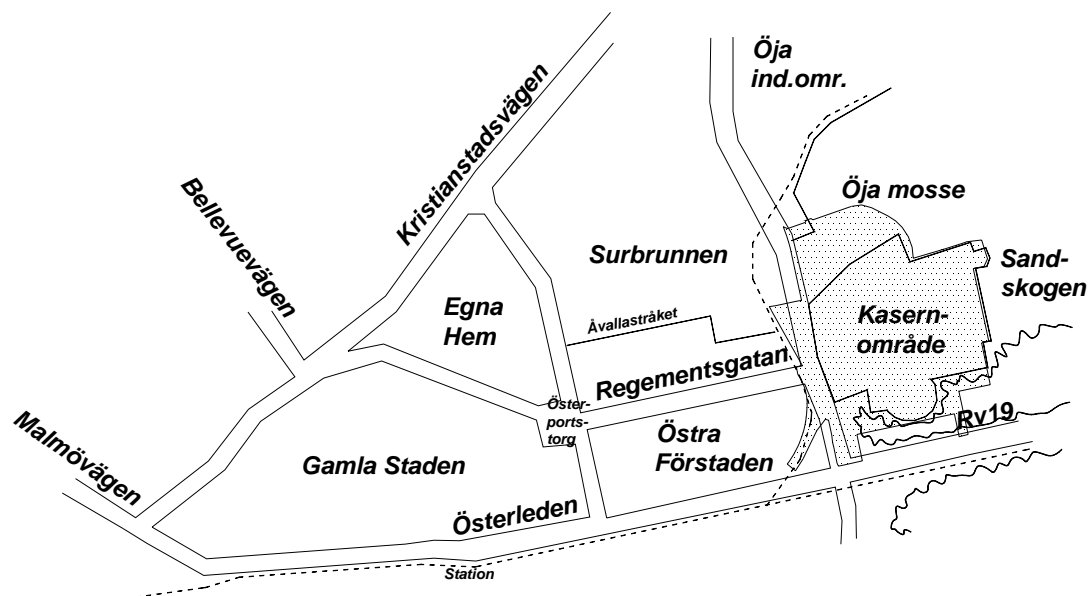 Öja
ind.omr.
Kristianstadsvägen
Bellevuevägen
Öja mosse
Surbrunnen
Sand-
skogen
Egna
Hem
Åvallastråket
Kasern-
område
Regementsgatan
Öster-
ports-
torg
Rv19
Östra
Förstaden
Malmövägen
Gamla Staden
Österleden
Station